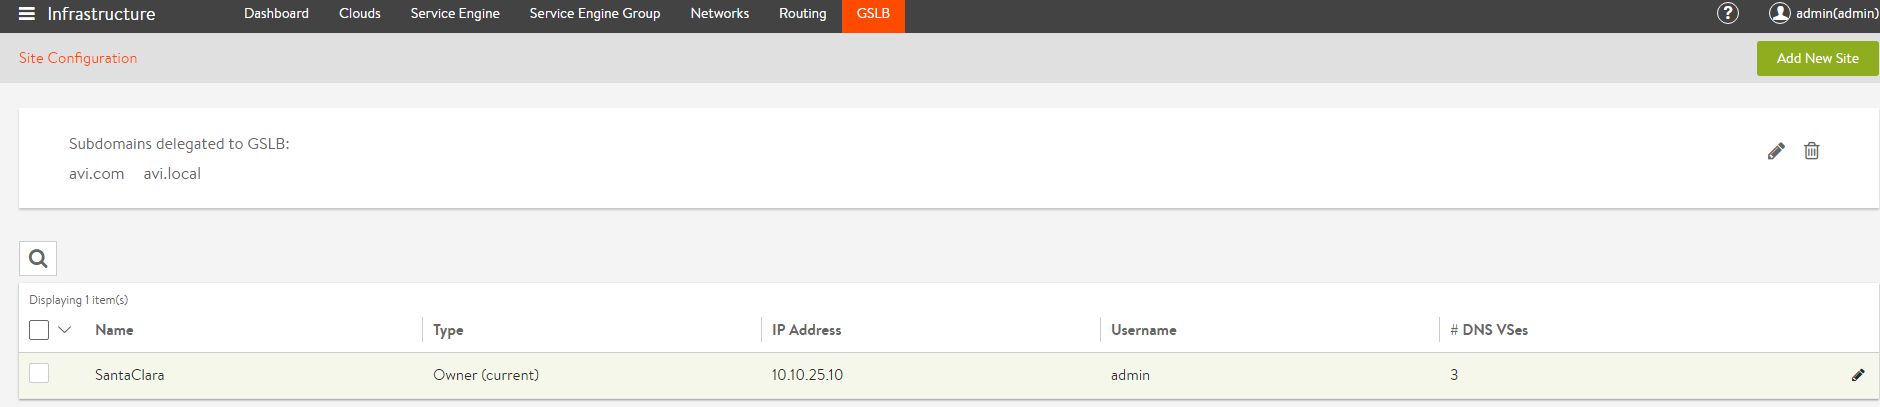 Infrastructure Dashboard Clouds Service Engine Service Engine Group Networks Routing GSLB ? admin(admin)
Site Configuration Add New Site
Subdomains delegated to GSLB:
avi.com avi.local
Displaying 1 item(s)
Name Type IP Address Username # DNS VSes
SantaClara Owner (current) 10.10.25.10 admin 3